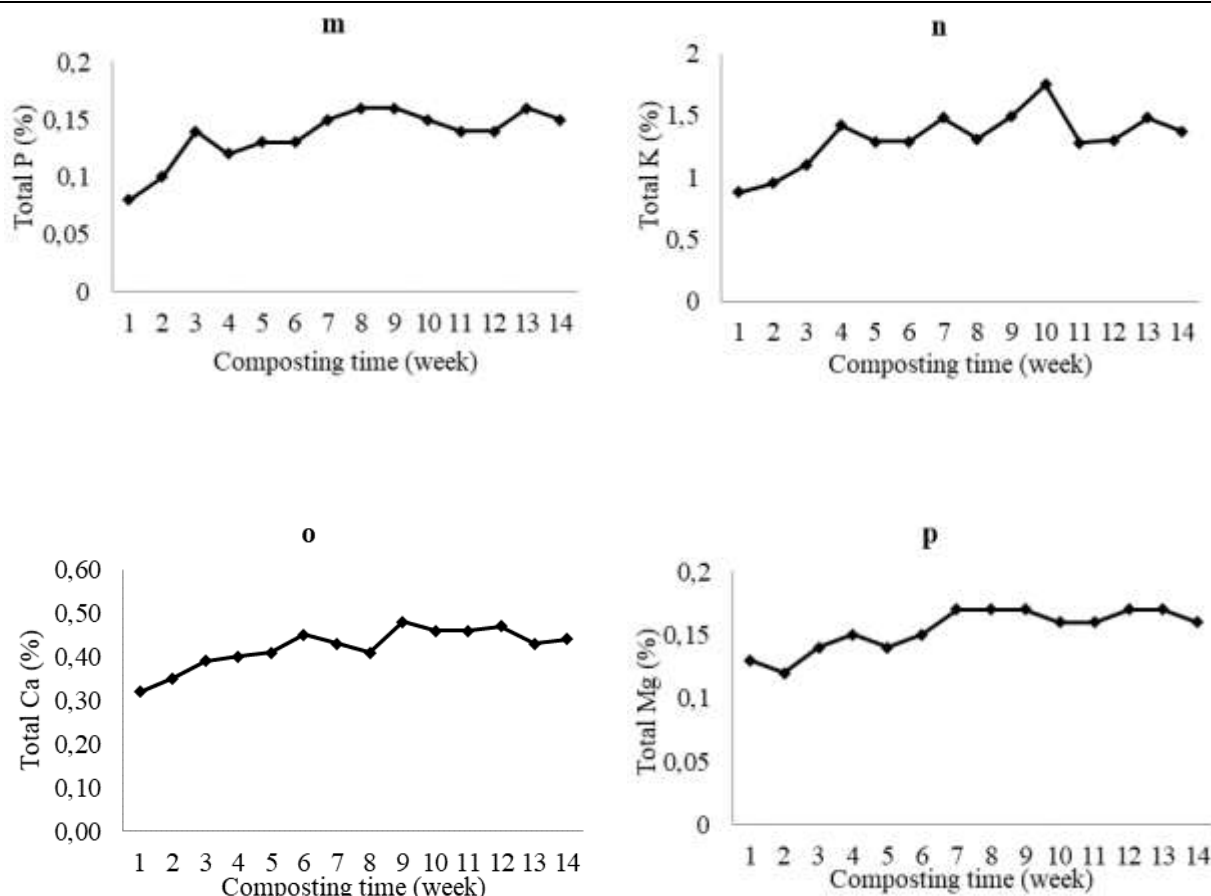 m
Total P (%)
0,2
0,15
0,1
0,05
0
1 2 3 4 5 6 7 8 9 10 11 12 13 14
Composting time (week)
n
Total K (%)
2
1,5
1
0,5
0
1 2 3 4 5 6 7 8 9 10 11 12 13 14
Composting time (week)
o
Total Ca (%)
0,60
0,50
0,40
0,30
0,20
0,10
0,00
1 2 3 4 5 6 7 8 9 10 11 12 13 14
Composting time (week)
p
Total Mg (%)
0,2
0,15
0,1
0,05
0
1 2 3 4 5 6 7 8 9 10 11 12 13 14
Composting time (week)